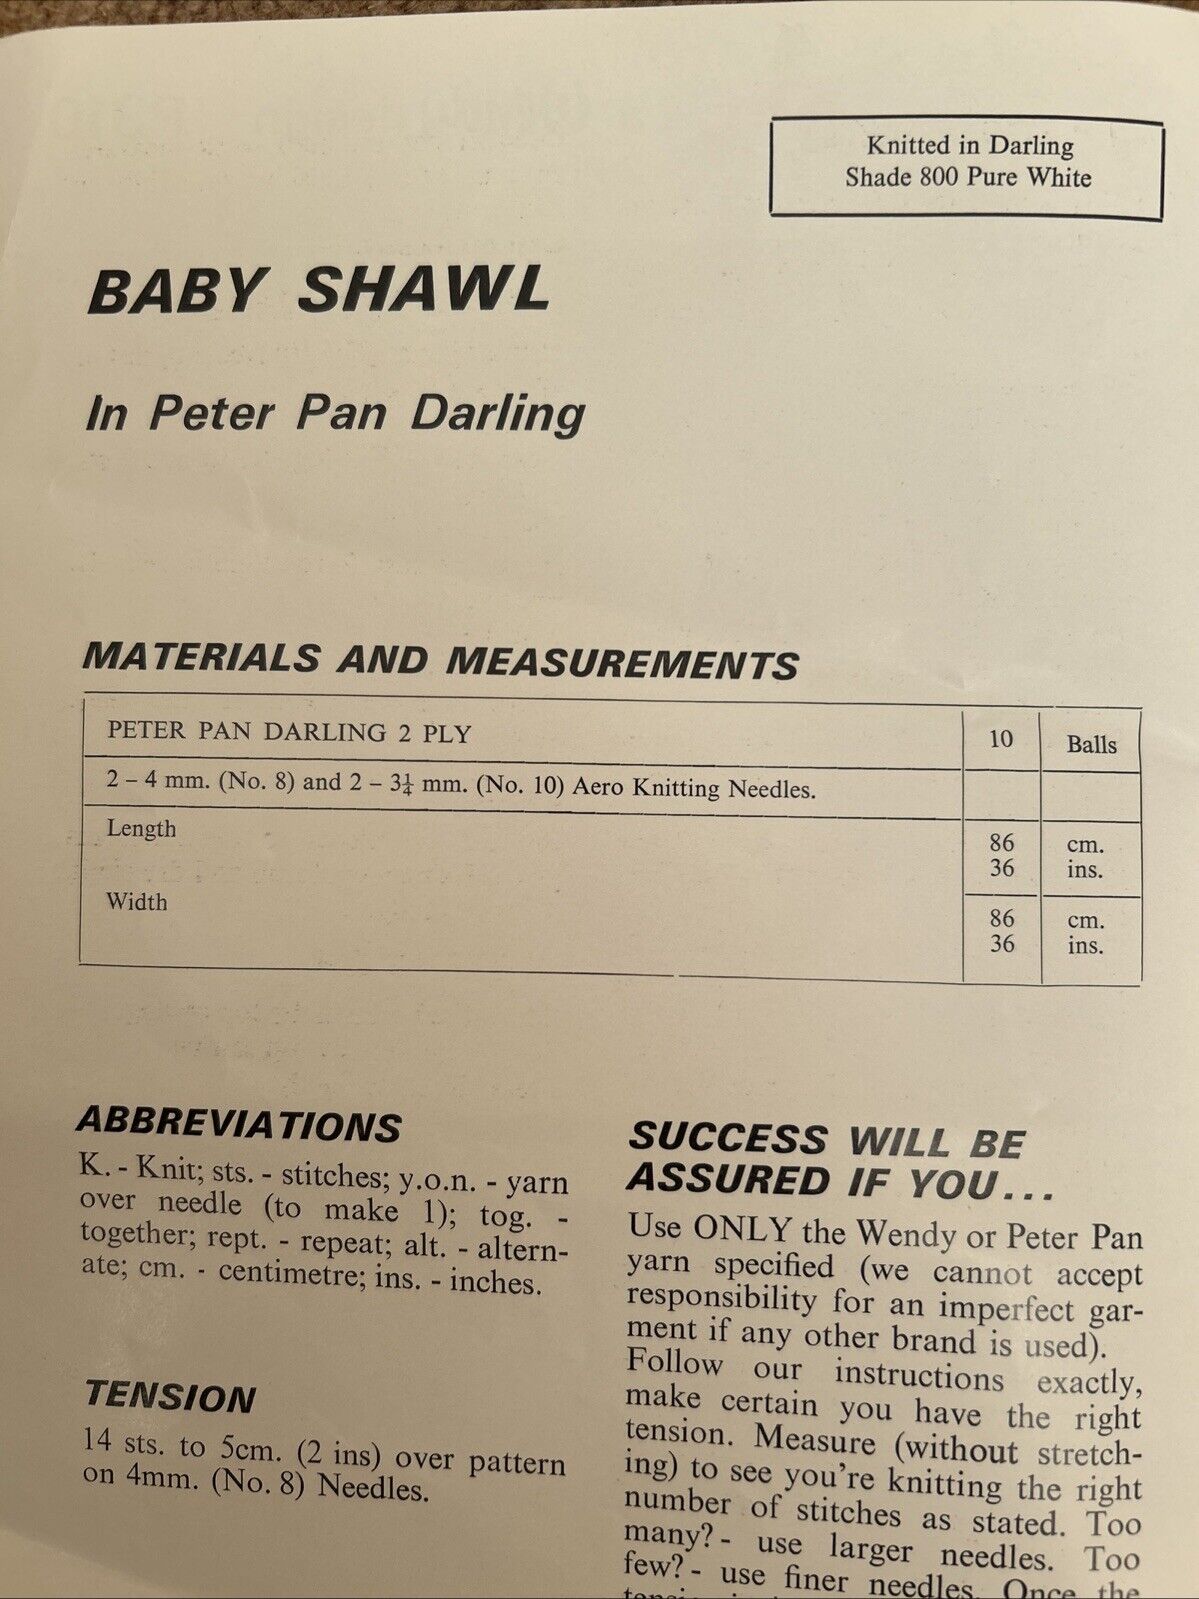 Knitted in Darling
Shade 800 Pure White
BABY SHAWL
In Peter Pan Darling
MATERIALS AND MEASUREMENTS
PETER PAN DARLING 2 PLY 10 Balls
2 – 4 mm. (No. 8) and 2 – 3¼ mm. (No. 10) Aero Knitting Needles.
Length 86 cm.
36 ins.
Width 86 cm.
36 ins.
ABBREVIATIONS
K. - Knit; sts. - stitches; y.o.n. - yarn
over needle (to make 1); tog. -
together; rept. - repeat; alt. - altern-
ate; cm. - centimetre; ins. - inches.
TENSION
14 sts. to 5cm. (2 ins) over pattern
on 4mm. (No. 8) Needles.
SUCCESS WILL BE
ASSURED IF YOU...
Use ONLY the Wendy or Peter Pan
yarn specified (we cannot accept
responsibility for an imperfect gar-
ment if any other brand is used).
Follow our instructions exactly,
make certain you have the right
tension. Measure (without stretch-
ing) to see you're knitting the right
number of stitches as stated. Too
many? - use larger needles. Too
few? - use finer needles. Once the